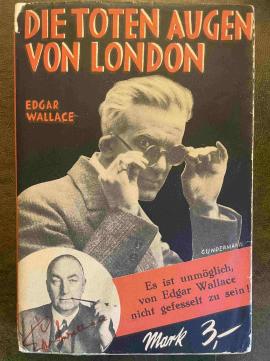 DIE TOTEN AUGEN
VON LONDON
EDGAR
WALLACE
GUNDERMANN
Es ist unmöglich,
von Edgar Wallace
nicht gefesselt zu sein!
Mark 3,-